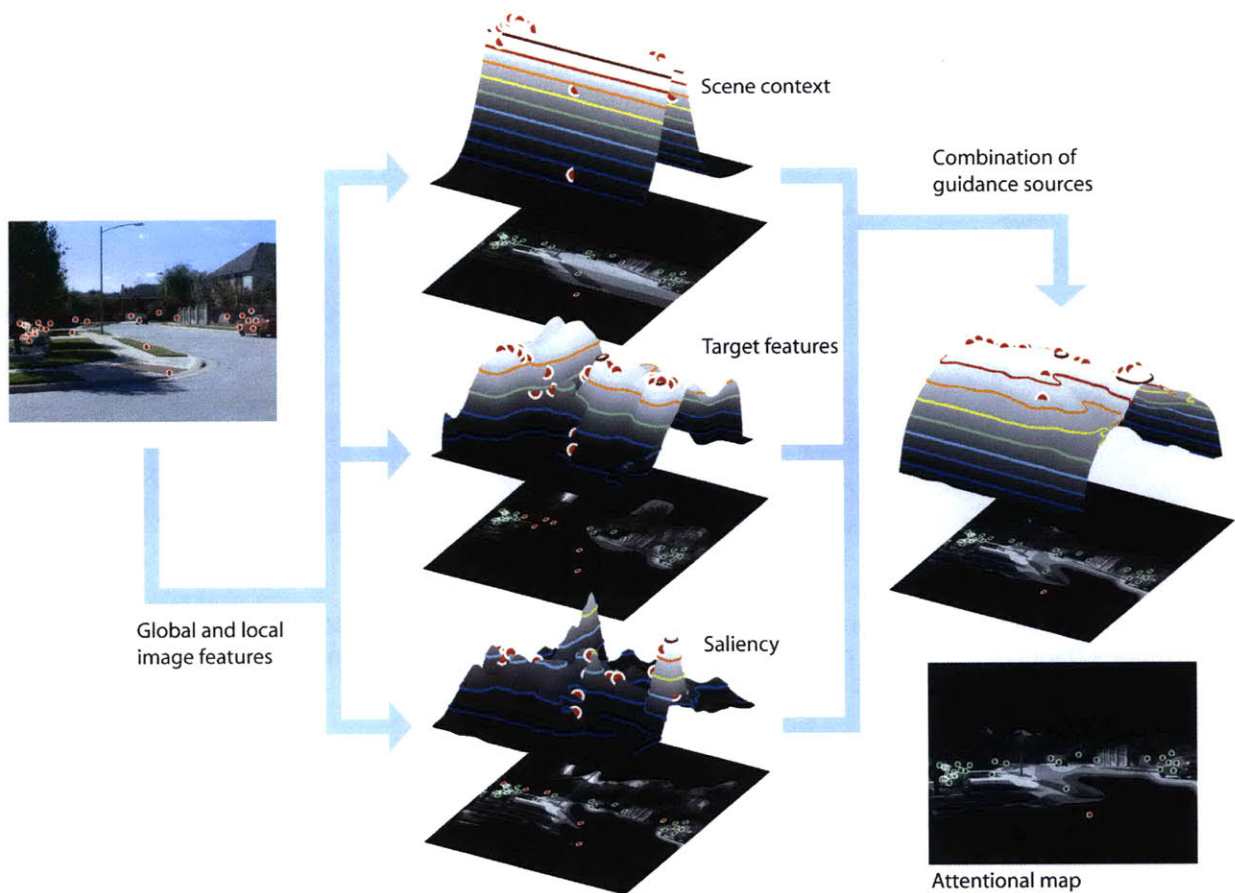 Scene context
Combination of
guidance sources
Target features
Global and local
image features
Saliency
Attentional map